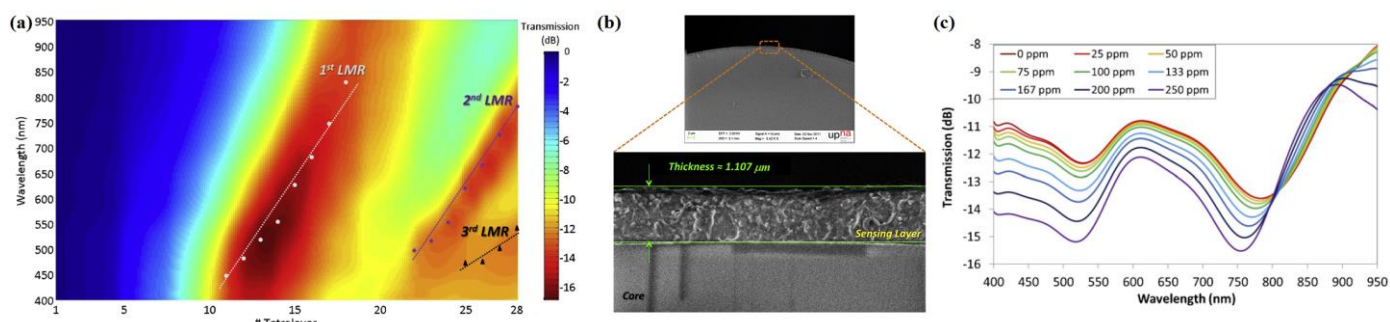 (a)
950
900
850
800
750
700
650
600
550
500
450
400
Wavelength (nm)
1
5
10
15
20
25
28
1st LMR
2nd LMR
3rd LMR
Transmission
(dB)
0
-2
-4
-6
-8
-10
-12
-14
-16
(b)
upna
Thickness ≈ 1.107 μm
Sensing Layer
Core
(c)
-8
-9
-10
-11
-12
-13
-14
-15
-16
Transmission (dB)
0 ppm 25 ppm 50 ppm
75 ppm 100 ppm 133 ppm
167 ppm 200 ppm 250 ppm
400 450 500 550 600 650 700 750 800 850 900 950
Wavelength (nm)